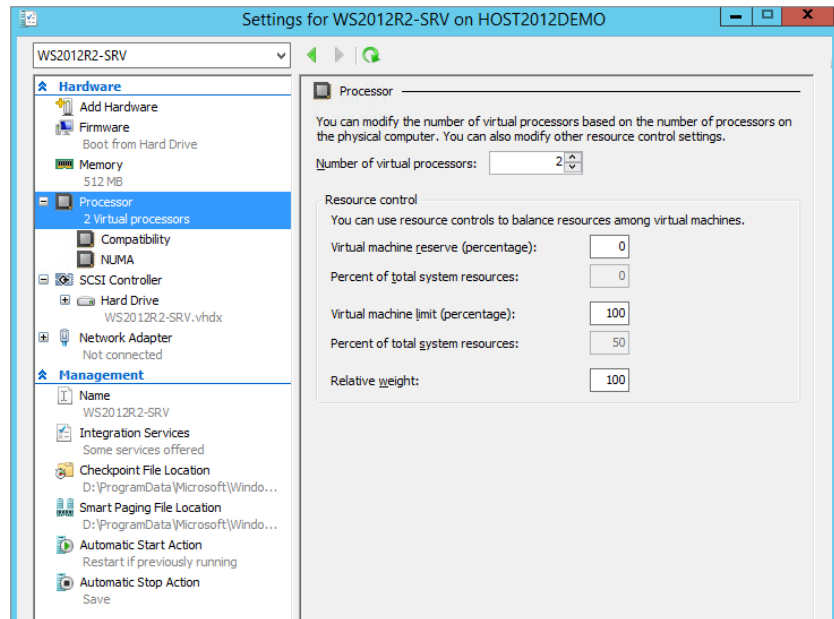 Settings for WS2012R2-SRV on HOST2012DEMO
WS2012R2-SRV
Hardware
Add Hardware
Firmware
Boot from Hard Drive
Memory
512 MB
Processor
2 Virtual processors
Compatibility
NUMA
SCSI Controller
Hard Drive
WS2012R2-SRV.vhdx
Network Adapter
Not connected
Management
Name
WS2012R2-SRV
Integration Services
Some services offered
Checkpoint File Location
D:\ProgramData\Microsoft\Windo...
Smart Paging File Location
D:\ProgramData\Microsoft\Windo...
Automatic Start Action
Restart if previously running
Automatic Stop Action
Save
Processor
You can modify the number of virtual processors based on the number of processors on
the physical computer. You can also modify other resource control settings.
Number of virtual processors: 2
Resource control
You can use resource controls to balance resources among virtual machines.
Virtual machine reserve (percentage): 0
Percent of total system resources: 0
Virtual machine limit (percentage): 100
Percent of total system resources: 50
Relative weight: 100